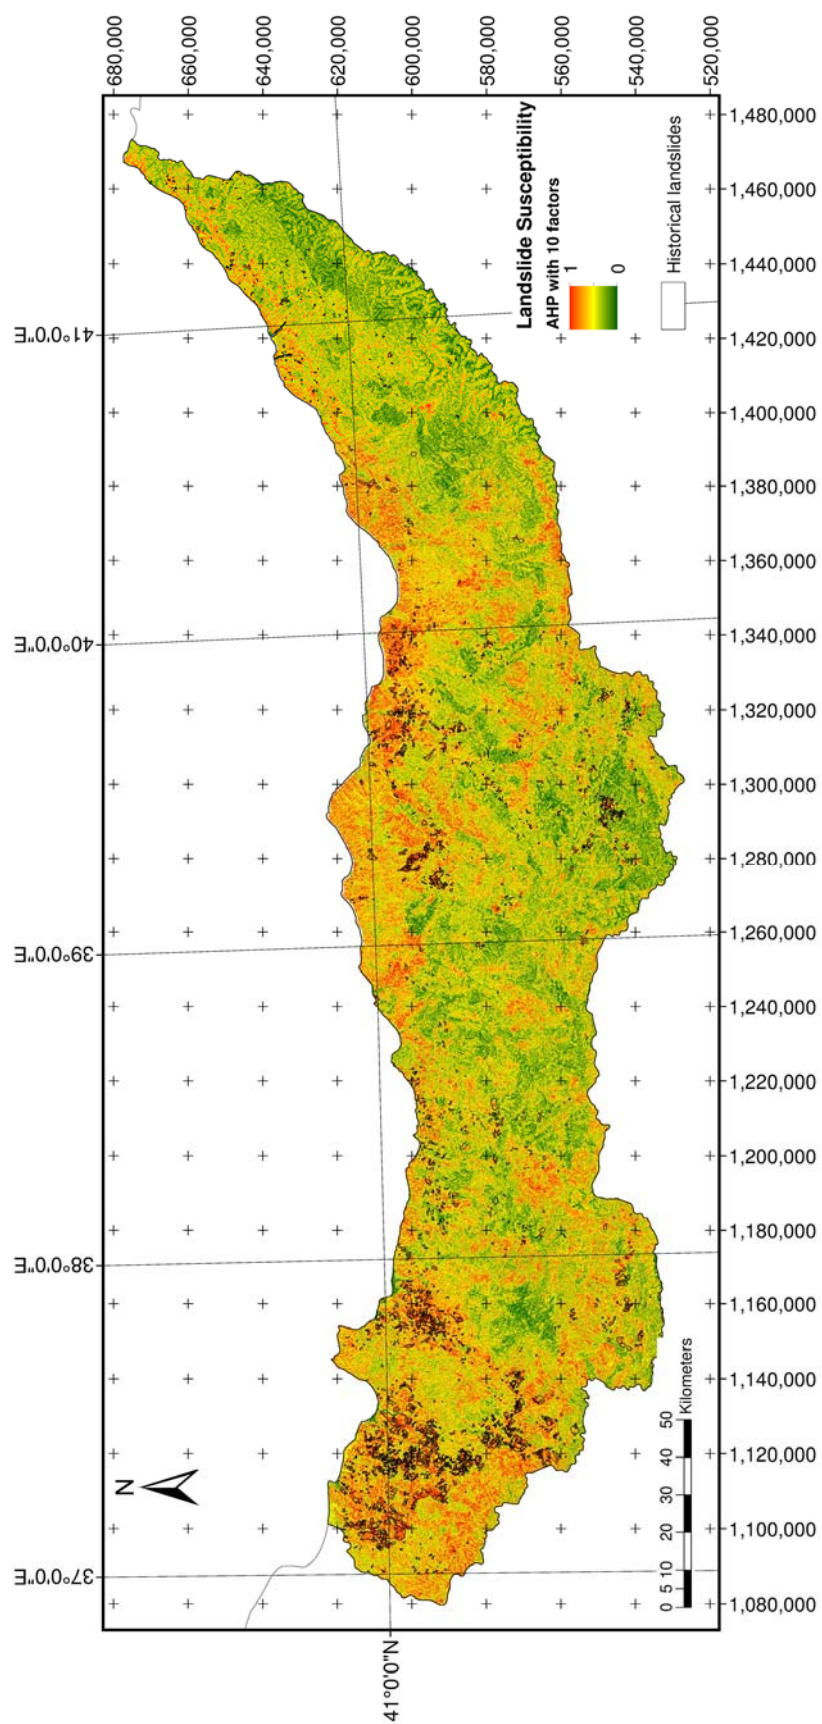 37°0'0"E
38°0'0"E
39°0'0"E
40°0'0"E
41°0'0"E
680,000
660,000
640,000
620,000
600,000
580,000
560,000
540,000
520,000
N
41°0'0"N
Landslide Susceptibility
AHP with 10 factors
1
0
Historical landslides
0 5 10 20 30 40 50
Kilometers
1,080,000
1,100,000
1,120,000
1,140,000
1,160,000
1,180,000
1,200,000
1,220,000
1,240,000
1,260,000
1,280,000
1,300,000
1,320,000
1,340,000
1,360,000
1,380,000
1,400,000
1,420,000
1,440,000
1,460,000
1,480,000